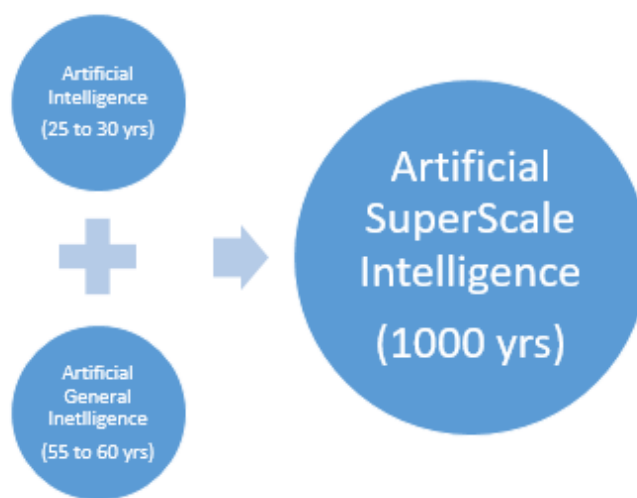 Artificial
Intelligence
(25 to 30 yrs)
Artificial
General
Inetlligence
(55 to 60 yrs)
Artificial
SuperScale
Intelligence
(1000 yrs)